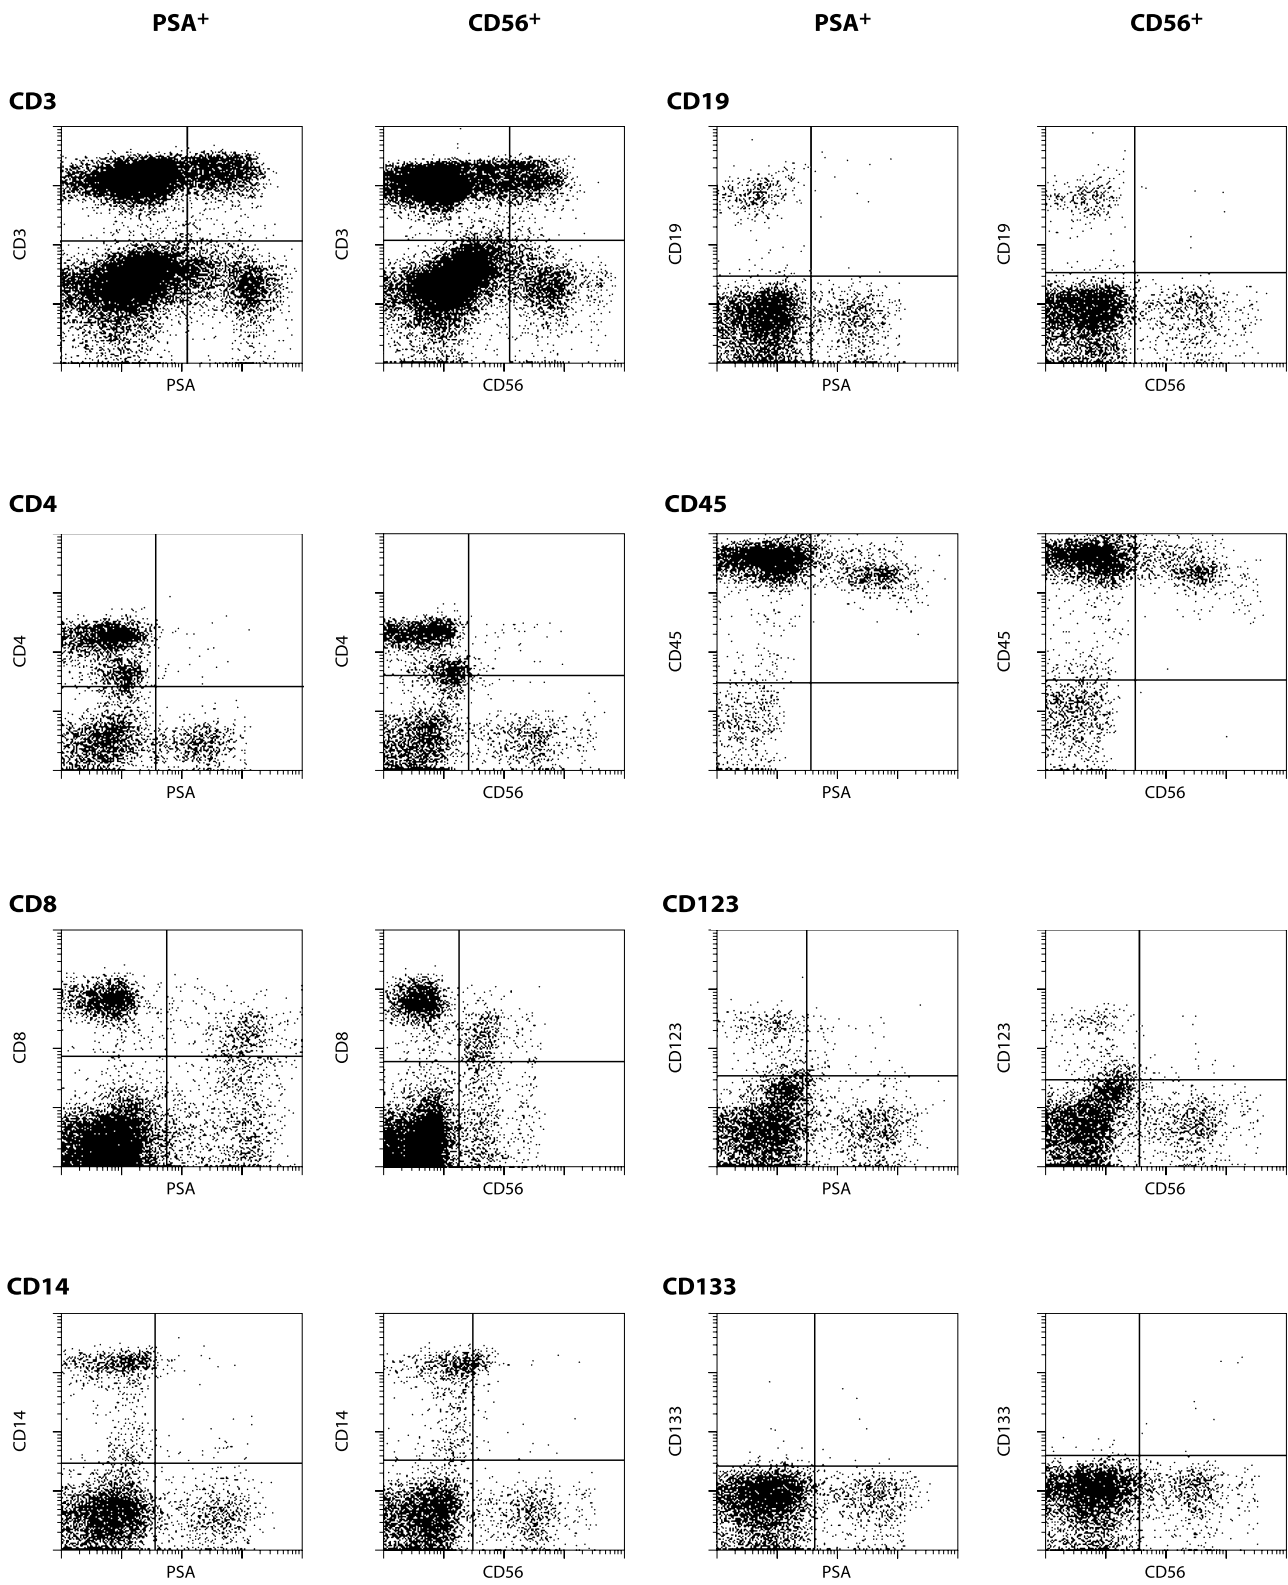 PSA+ CD56+ PSA+ CD56+
CD3 CD19
CD3 CD3 CD19 CD19
PSA CD56 PSA CD56
CD4 CD45
CD4 CD4 CD45 CD45
PSA CD56 PSA CD56
CD8 CD123
CD8 CD8 CD123 CD123
PSA CD56 PSA CD56
CD14 CD133
CD14 CD14 CD133 CD133
PSA CD56 PSA CD56